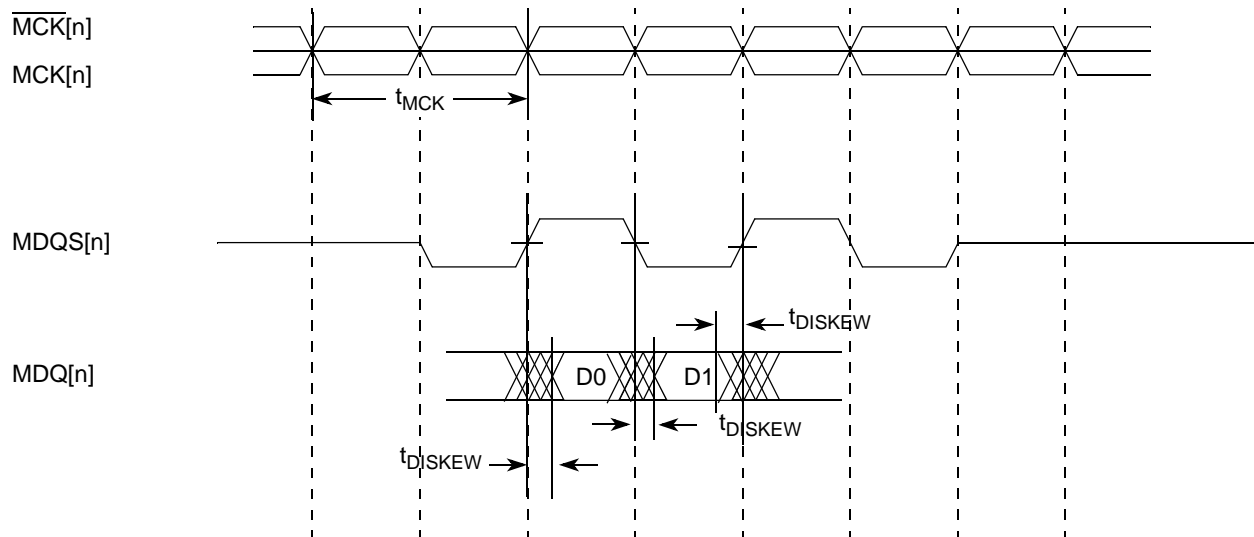 MCK[n]
MCK[n]
tMCK
MDQS[n]
tDISKEW
MDQ[n]
D0 D1
tDISKEW
tDISKEW